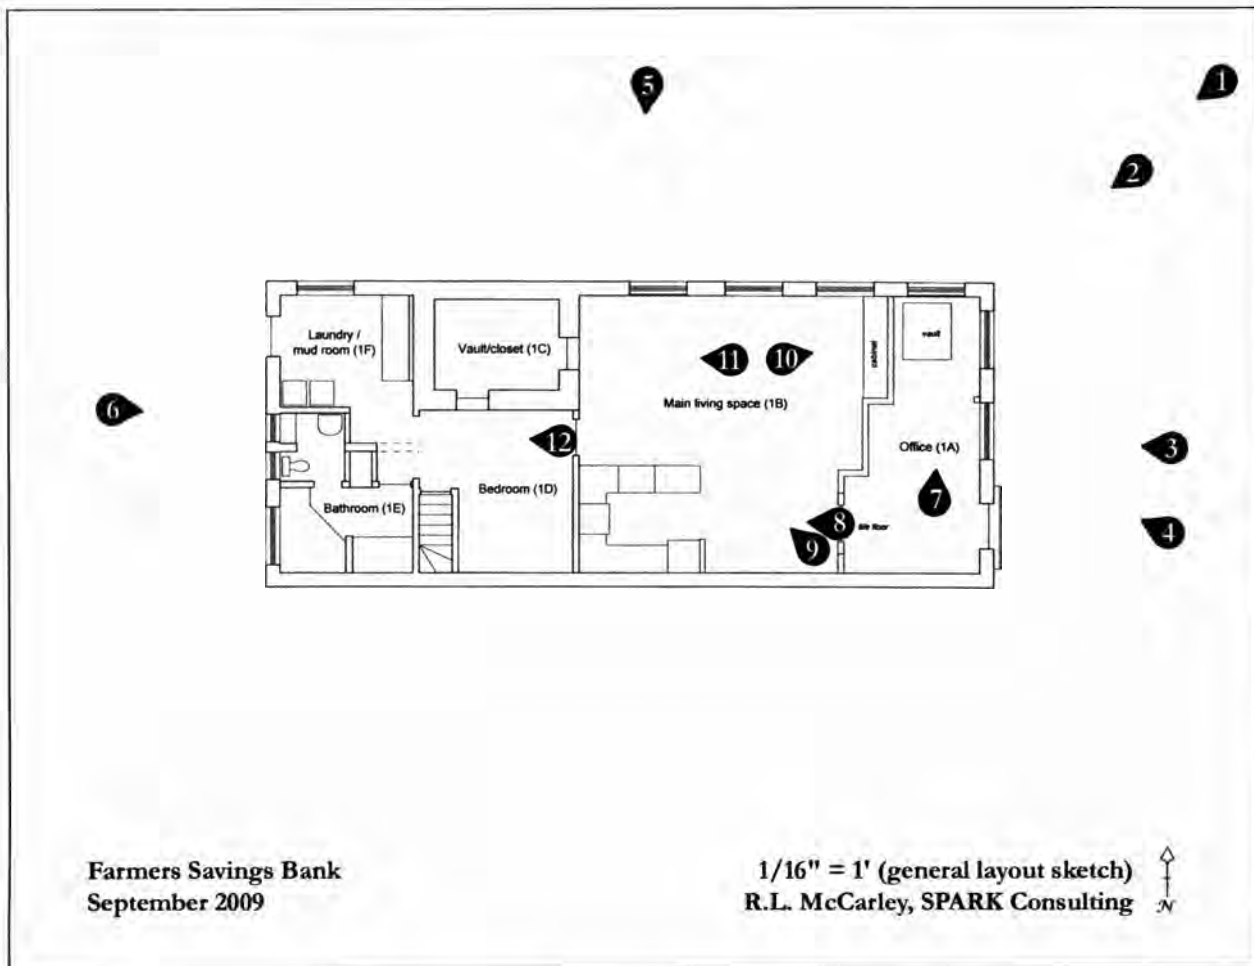 5
1
2
Laundry /
mud room (1F)
Vault/closet (1C)
vault
cabinet
11
10
Main living space (1B)
6
12
Office (1A)
3
Bedroom (1D)
7
Bathroom (1E)
8
tile floor
4
9
Farmers Savings Bank
September 2009
1/16" = 1' (general layout sketch)
R.L. McCarley, SPARK Consulting
N